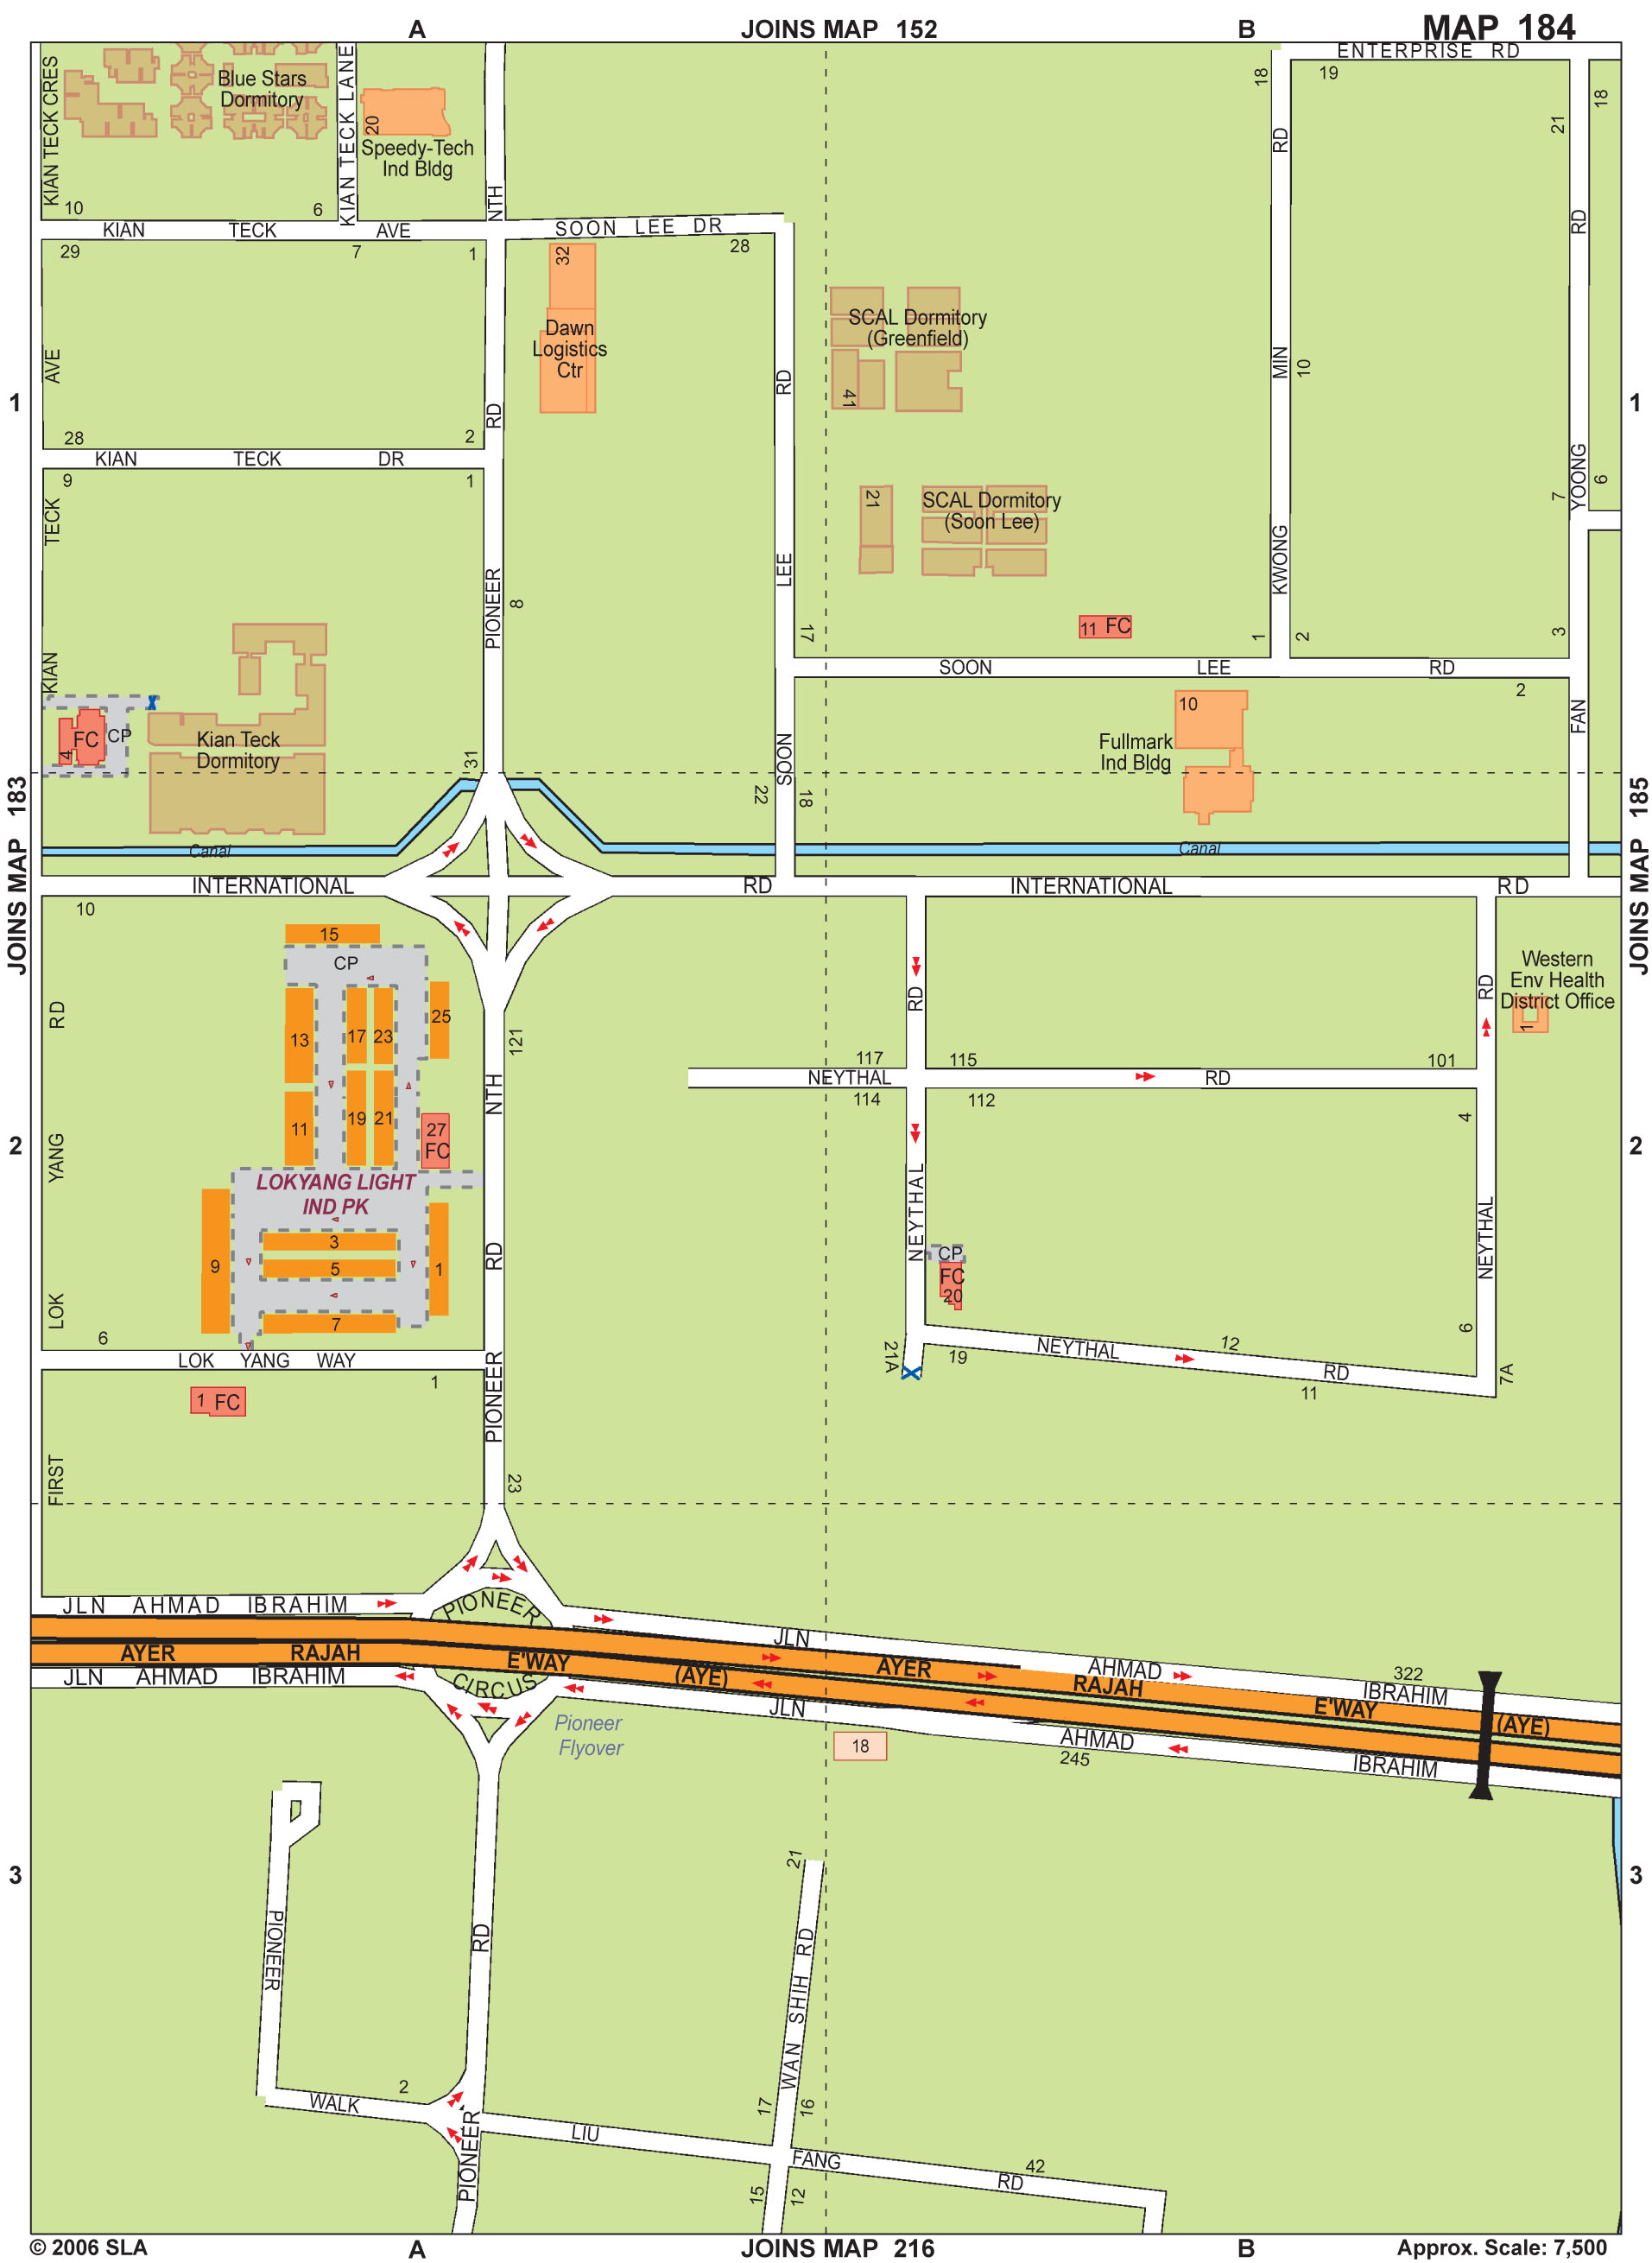 A
JOINS MAP 152
B
MAP 184
ENTERPRISE RD
KIAN TECK CRES
Blue Stars
Dormitory
KIAN TECK LANE
20
Speedy-Tech
Ind Bldg
NTH
18
19
RD
21
18
10
6
KIAN TECK AVE
SOON LEE DR
29
7
1
32
28
RD
Dawn
Logistics
Ctr
SCAL Dormitory
(Greenfield)
41
AVE
RD
RD
MIN
10
1
1
28
2
KIAN TECK DR
9
1
TECK
21
SCAL Dormitory
(Soon Lee)
7
YOONG
6
PIONEER
8
LEE
KWONG
KIAN
17
11 FC
1
2
3
SOON LEE RD
2
4
FC
CP
Kian Teck
Dormitory
31
SOON
10
Fullmark
Ind Bldg
FAN
JOINS MAP 183
JOINS MAP 185
22
18
Canal
Canal
INTERNATIONAL RD
INTERNATIONAL RD
10
15
CP
RD
13
17
23
25
121
RD
RD
Western
Env Health
District Office
1
117
115
101
NEYTHAL RD
114
112
4
NTH
11
19
21
27
FC
2
2
YANG
LOKYANG LIGHT
IND PK
NEYTHAL
NEYTHAL
3
9
5
1
RD
CP
FC
20
LOK
7
6
6
LOK YANG WAY
21A
19
NEYTHAL RD
12
11
7A
1
1 FC
PIONEER
FIRST
23
JLN AHMAD IBRAHIM
PIONEER
JLN AHMAD IBRAHIM
322
AYER RAJAH E'WAY (AYE)
AYER RAJAH E'WAY (AYE)
JLN AHMAD IBRAHIM
CIRCUS
JLN AHMAD IBRAHIM
Pioneer
Flyover
18
245
21
3
3
PIONEER
RD
WAN SHIH RD
2
WALK
17
16
PIONEER
LIU FANG RD
42
15
12
© 2006 SLA
A
JOINS MAP 216
B
Approx. Scale: 7,500